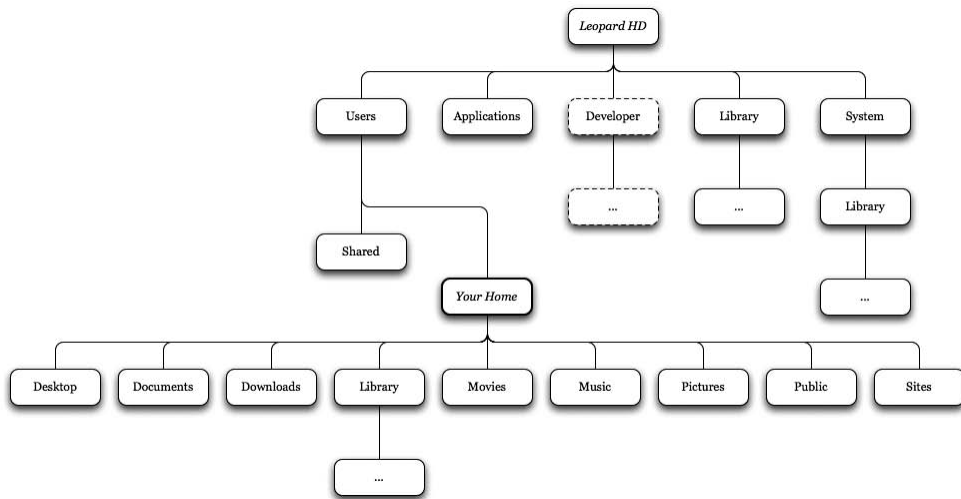 Leopard HD
Users
Applications
Developer
Library
System
...
...
Library
Shared
Your Home
...
Desktop
Documents
Downloads
Library
Movies
Music
Pictures
Public
Sites
...